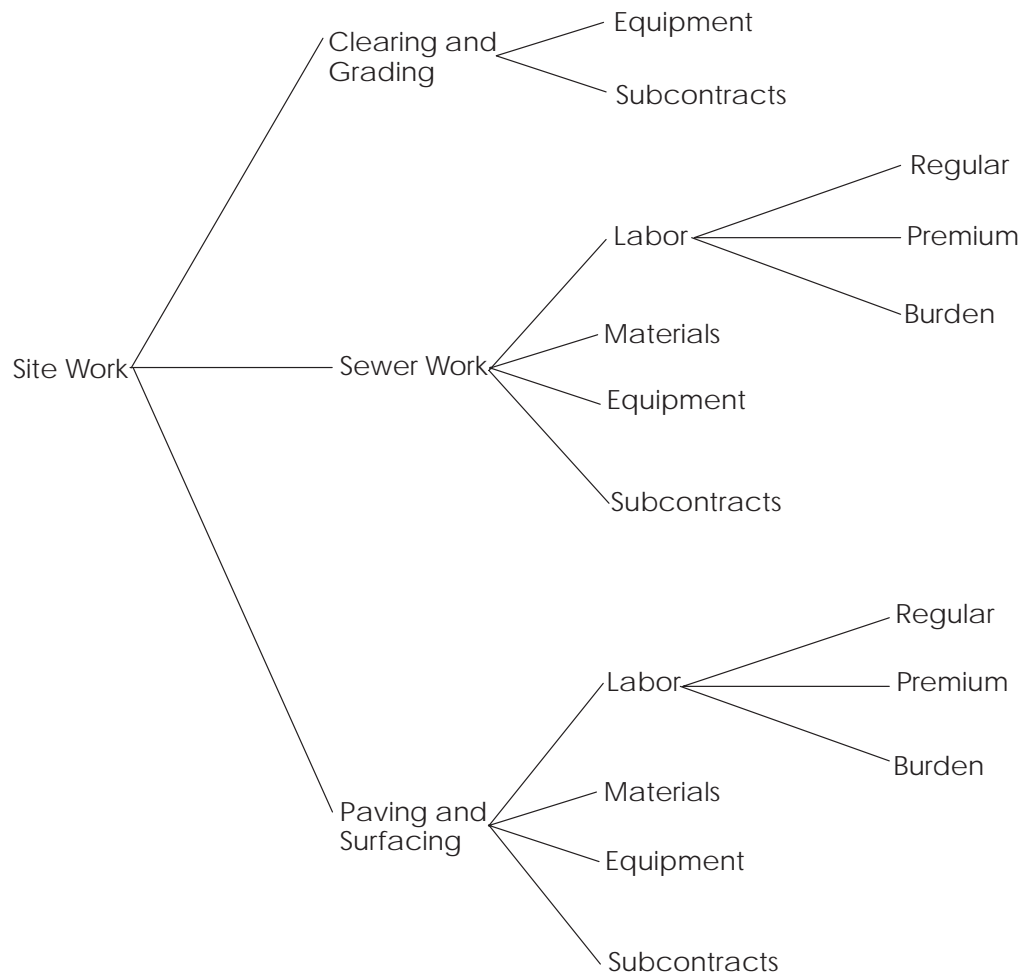 Clearing and
Grading
Equipment
Subcontracts
Site Work
Sewer Work
Labor
Regular
Premium
Burden
Materials
Equipment
Subcontracts
Paving and
Surfacing
Labor
Regular
Premium
Burden
Materials
Equipment
Subcontracts